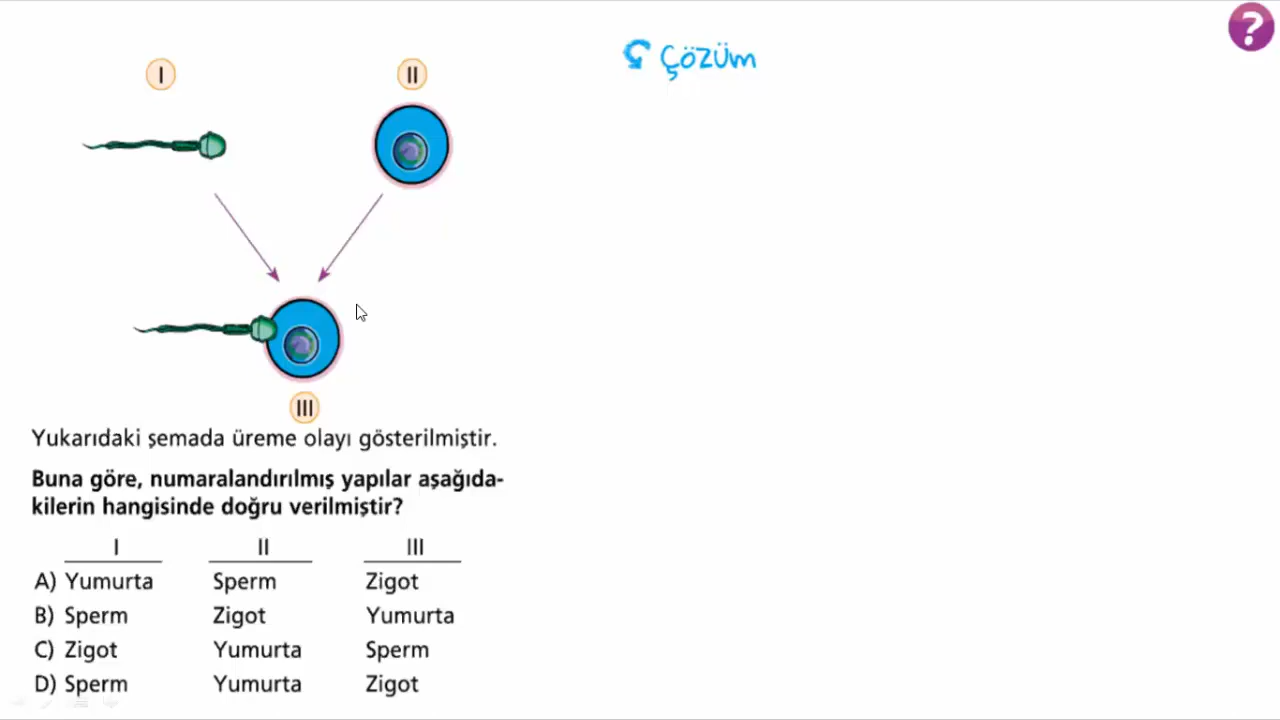 ?
Çözüm
I
II
III
Yukarıdaki şemada üreme olayı gösterilmiştir.
Buna göre, numaralandırılmış yapılar aşağıda-
kilerin hangisinde doğru verilmiştir?
I II III
A) Yumurta Sperm Zigot
B) Sperm Zigot Yumurta
C) Zigot Yumurta Sperm
D) Sperm Yumurta Zigot